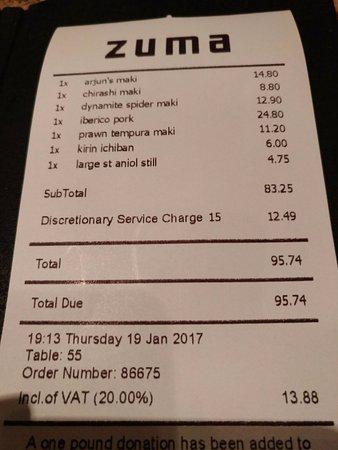 zuma
1x arjun's maki 14.80
1x chirashi maki 8.80
1x dynamite spider maki 12.90
1x iberico pork 24.80
1x prawn tempura maki 11.20
1x kirin ichiban 6.00
1x large st aniol still 4.75
SubTotal 83.25
Discretionary Service Charge 15 12.49
Total 95.74
Total Due 95.74
19:13 Thursday 19 Jan 2017
Table: 55
Order Number: 86675
Incl.of VAT (20.00%) 13.88
A one pound donation has been added to